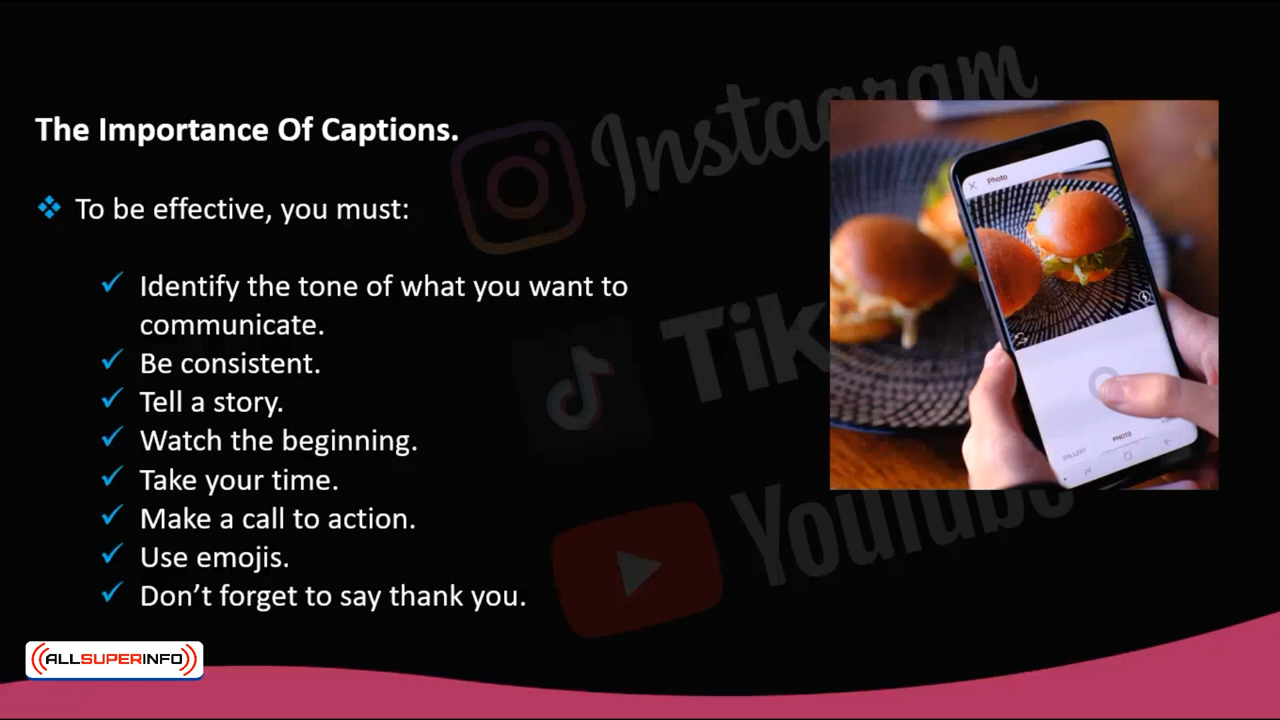 The Importance Of Captions.
To be effective, you must:
Identify the tone of what you want to
communicate.
Be consistent.
Tell a story.
Watch the beginning.
Take your time.
Make a call to action.
Use emojis.
Don't forget to say thank you.
Instagram
TikT
YouTube
Photo
GALLERY
PHOTO
ALLSUPERINFO